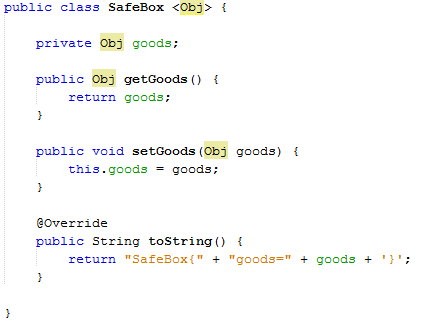 public class SafeBox <Obj> {
private Obj goods;
public Obj getGoods() {
return goods;
}
public void setGoods(Obj goods) {
this.goods = goods;
}
@Override
public String toString() {
return "SafeBox{" + "goods=" + goods + '}';
}
}